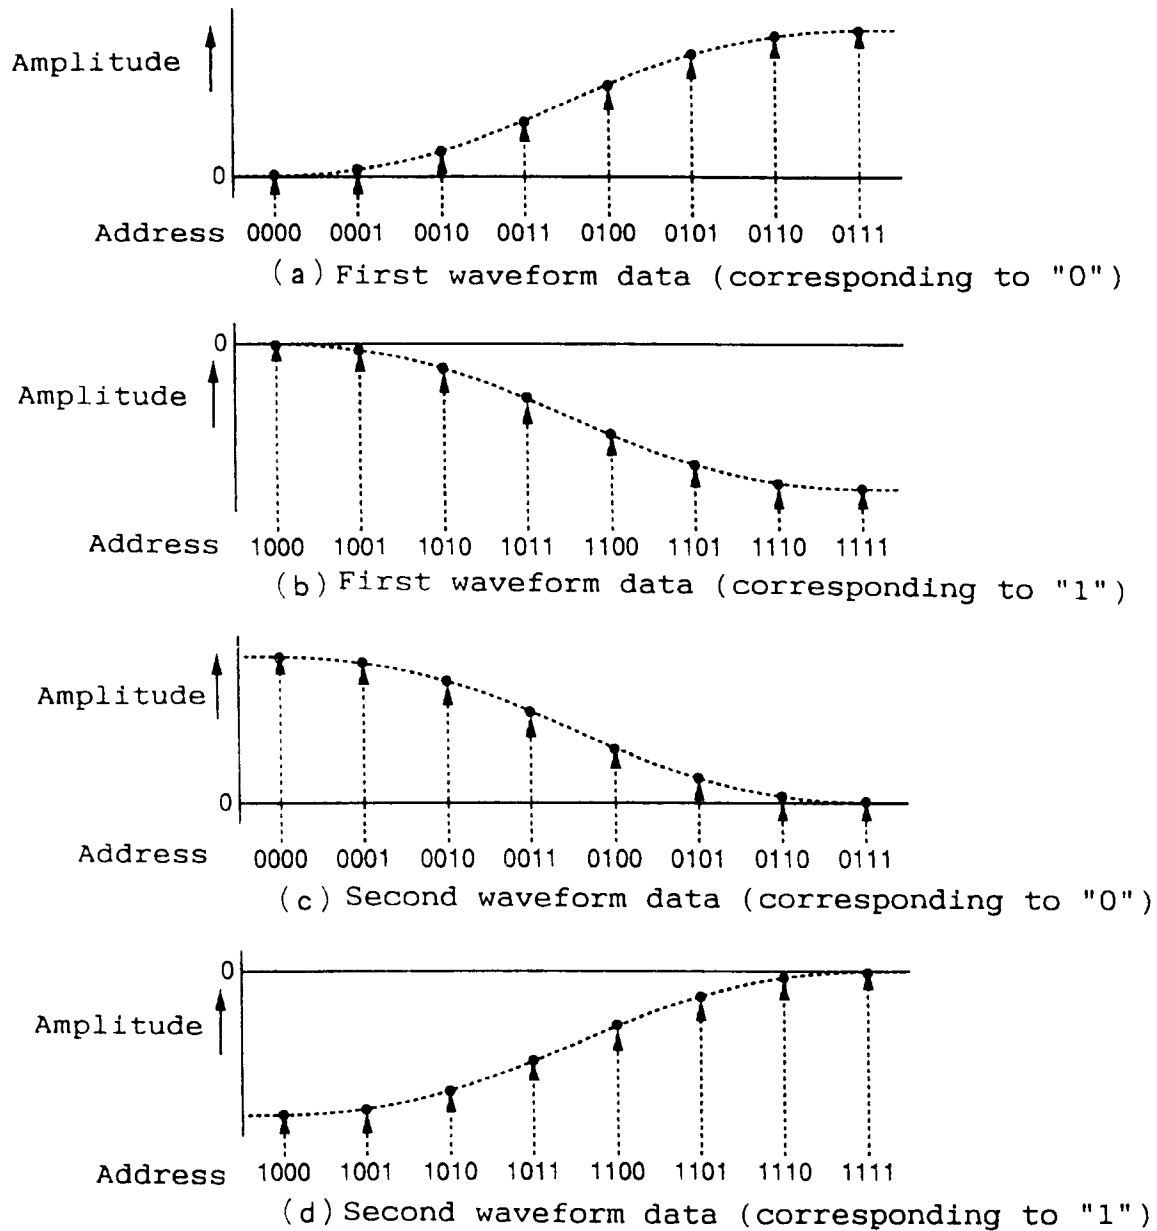 Amplitude
0
Address 0000 0001 0010 0011 0100 0101 0110 0111
(a) First waveform data (corresponding to "0")
0
Amplitude
Address 1000 1001 1010 1011 1100 1101 1110 1111
(b) First waveform data (corresponding to "1")
Amplitude
0
Address 0000 0001 0010 0011 0100 0101 0110 0111
(c) Second waveform data (corresponding to "0")
0
Amplitude
Address 1000 1001 1010 1011 1100 1101 1110 1111
(d) Second waveform data (corresponding to "1")